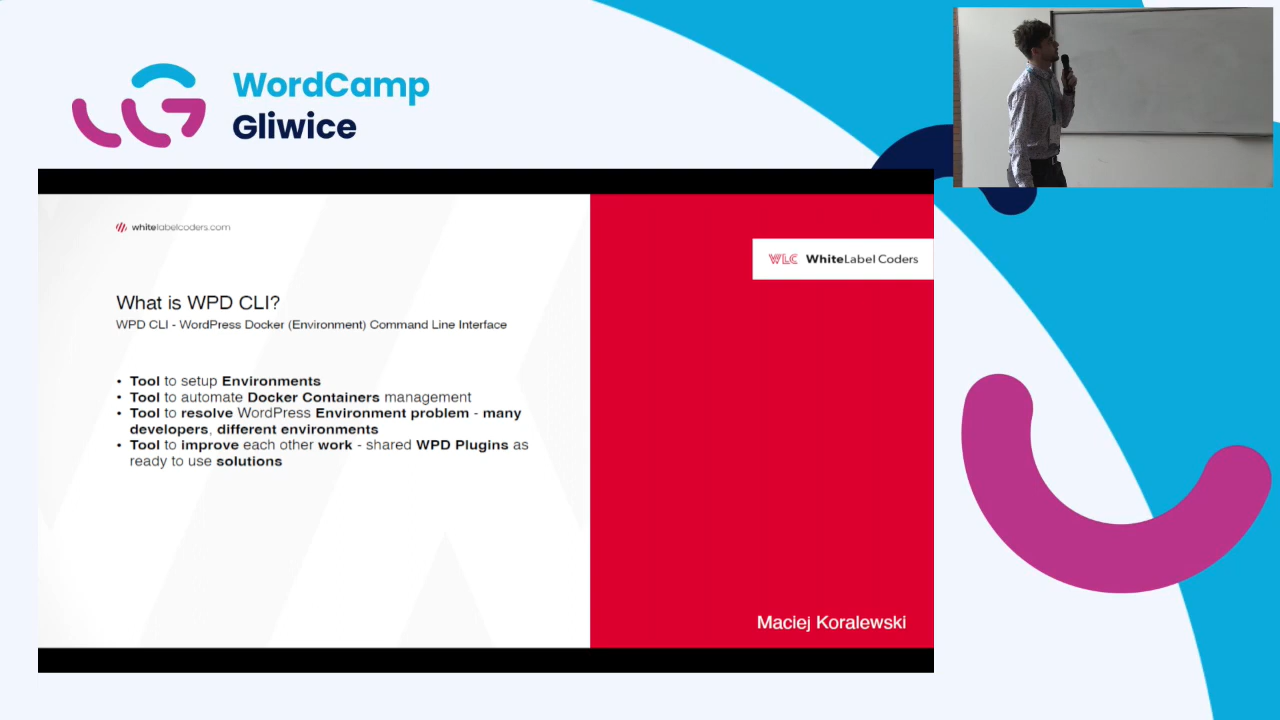 WordCamp
Gliwice
whitelabelcoders.com
WLC WhiteLabel Coders
What is WPD CLI?
WPD CLI - WordPress Docker (Environment) Command Line Interface
• Tool to setup Environments
• Tool to automate Docker Containers management
• Tool to resolve WordPress Environment problem - many
developers, different environments
• Tool to improve each other work - shared WPD Plugins as
ready to use solutions
Maciej Koralewski